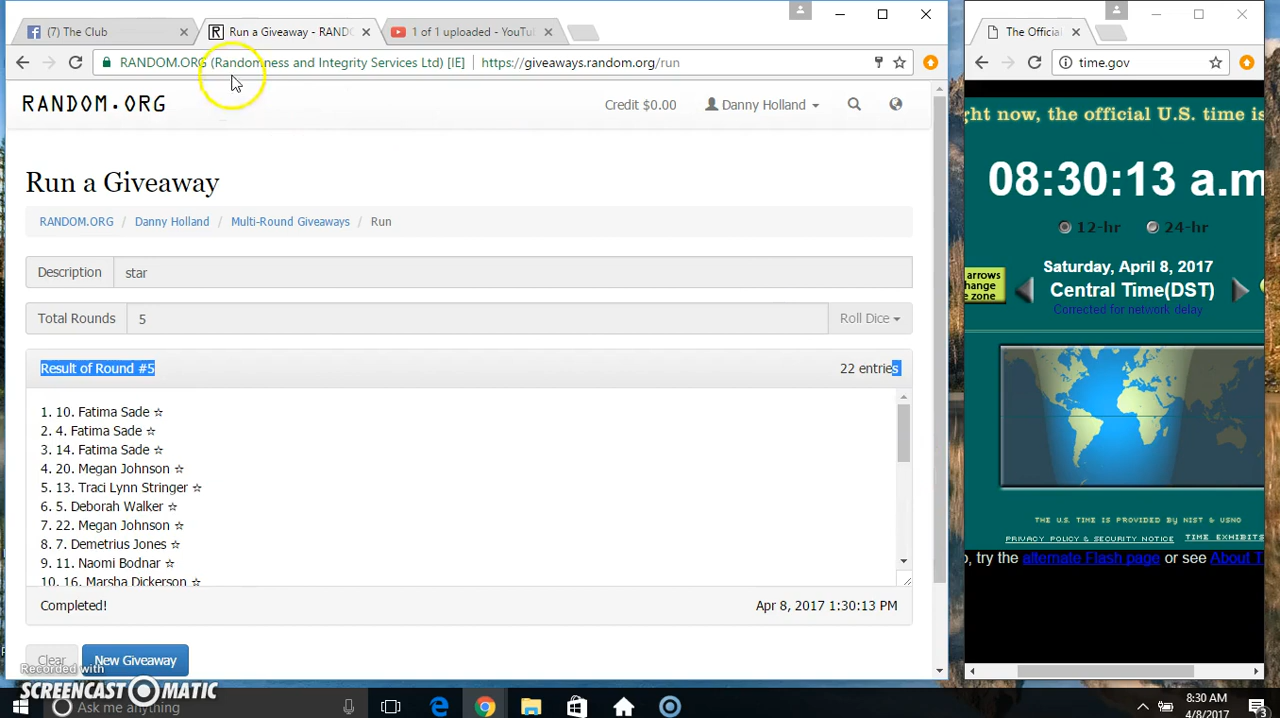 (7) The Club
Run a Giveaway - RANDO
1 of 1 uploaded - YouTu
The Official
RANDOM.ORG (Randomness and Integrity Services Ltd) [IE]
https://giveaways.random.org/run
time.gov
RANDOM.ORG
Credit $0.00
Danny Holland
ght now, the official U.S. time is
08:30:13 a.m
12-hr
24-hr
Run a Giveaway
RANDOM.ORG / Danny Holland / Multi-Round Giveaways / Run
Description
star
arrows
hange
e zone
Saturday, April 8, 2017
Central Time(DST)
Corrected for network delay
Total Rounds
5
Roll Dice
Result of Round #5
22 entries
1. 10. Fatima Sade ☆
2. 4. Fatima Sade ☆
3. 14. Fatima Sade ☆
4. 20. Megan Johnson ☆
5. 13. Traci Lynn Stringer ☆
6. 5. Deborah Walker ☆
7. 22. Megan Johnson ☆
8. 7. Demetrius Jones ☆
9. 11. Naomi Bodnar ☆
10. 16. Marsha Dickerson ☆
THE U.S. TIME IS PROVIDED BY NIST & USNO
PRIVACY POLICY & SECURITY NOTICE
TIME EXHIBITS
o, try the alternate Flash page or see About T
Completed!
Apr 8, 2017 1:30:13 PM
Clear
New Giveaway
Recorded with
SCREENCAST-O-MATIC
Ask me anything
8:30 AM
4/8/2017
3